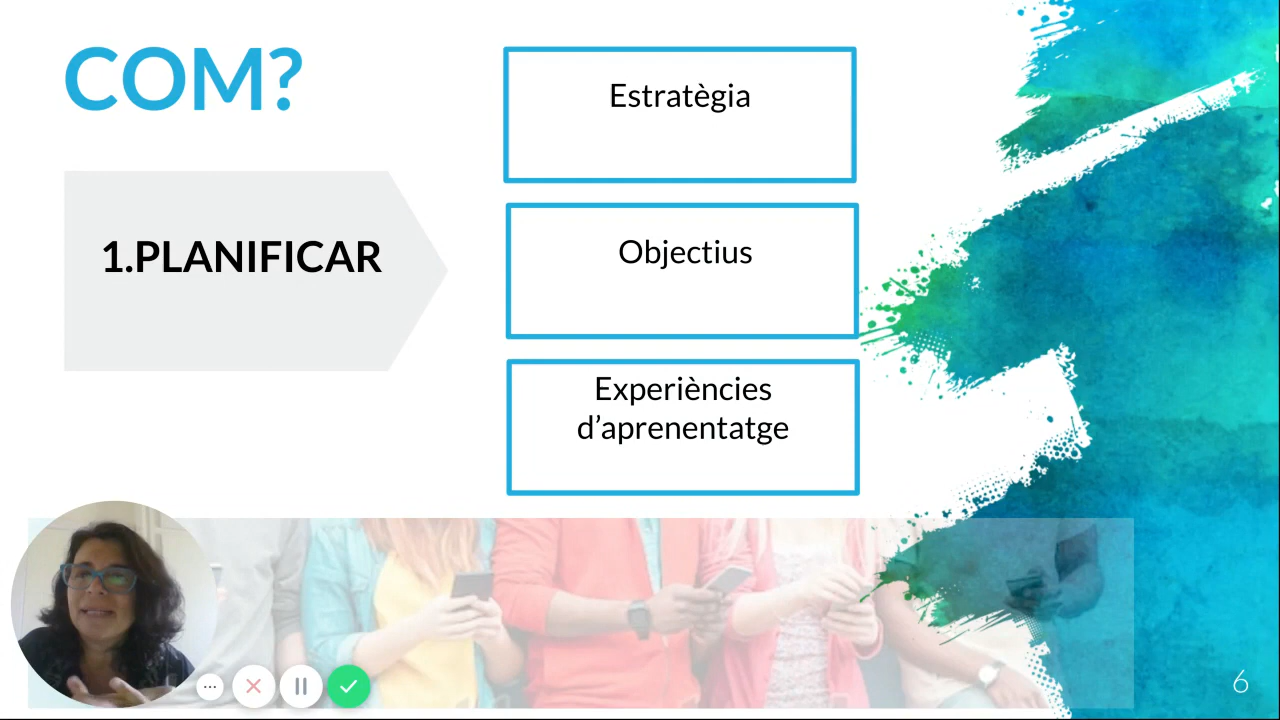 COM?
1.PLANIFICAR
Estratègia
Objectius
Experiències
d’aprenentatge
6